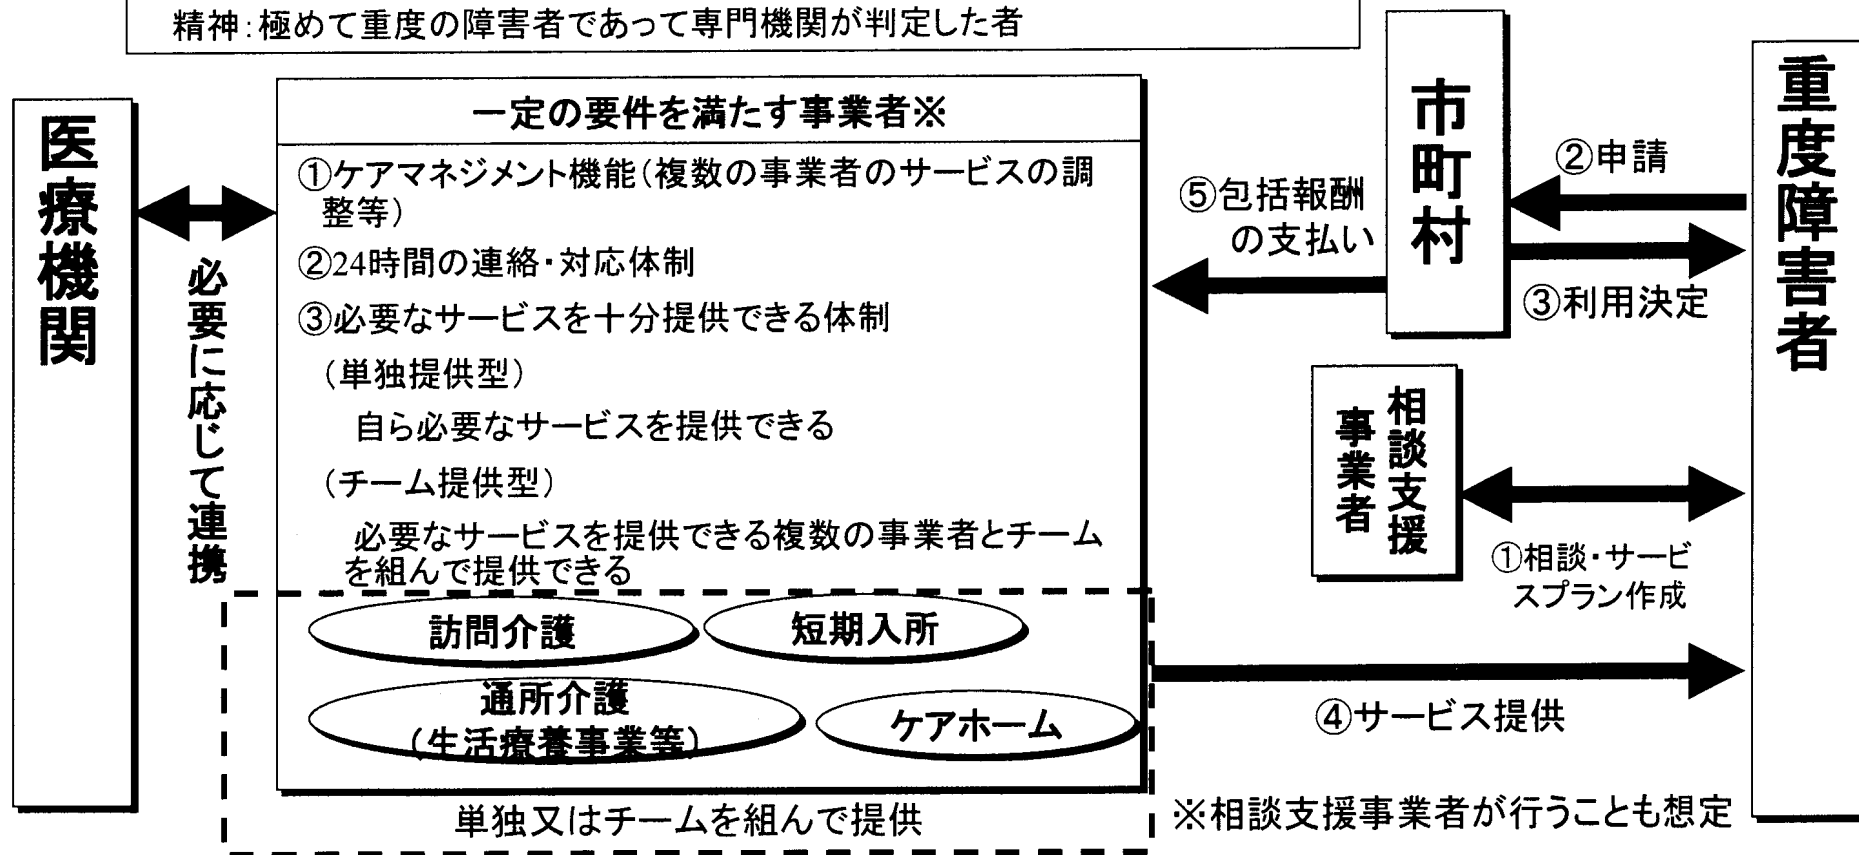 精神:極めて重度の障害者であって専門機関が判定した者
医療機関
必要に応じて連携
一定の要件を満たす事業者※
①ケアマネジメント機能(複数の事業者のサービスの調
整等)
②24時間の連絡・対応体制
③必要なサービスを十分提供できる体制
(単独提供型)
自ら必要なサービスを提供できる
(チーム提供型)
必要なサービスを提供できる複数の事業者とチーム
を組んで提供できる
訪問介護
短期入所
通所介護
(生活療養事業等)
ケアホーム
単独又はチームを組んで提供
⑤包括報酬
の支払い
市町村
②申請
③利用決定
相談支援
事業者
①相談・サービ
スプラン作成
④サービス提供
※相談支援事業者が行うことも想定
重度障害者